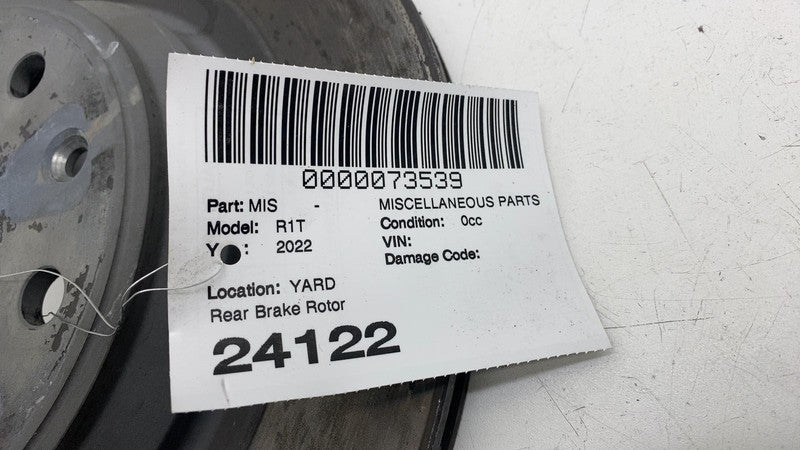 0000073539
Part: MIS - MISCELLANEOUS PARTS
Model: R1T Condition: 0cc
Y : 2022 VIN:
Damage Code:
Location: YARD
Rear Brake Rotor
24122